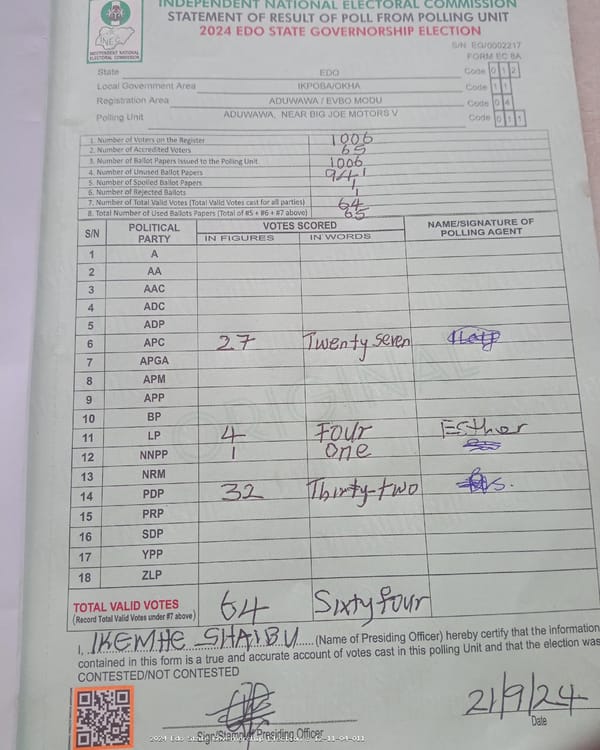 INDEPENDENT NATIONAL ELECTORAL COMMISSION
STATEMENT OF RESULT OF POLL FROM POLLING UNIT
2024 EDO STATE GOVERNORSHIP ELECTION
INEC
INDEPENDENT NATIONAL ELECTORAL COMMISSION
S/N EG/0002217
FORM EC 8A
State EDO Code 0 1 2
Local Government Area IKPOBA/OKHA Code 1 1
Registration Area ADUWAWA / EVBO MODU Code 0 4
Polling Unit ADUWAWA, NEAR BIG JOE MOTORS V Code 0 1 1
1. Number of Voters on the Register 1006
2. Number of Accredited Voters 65
3. Number of Ballot Papers Issued to the Polling Unit 1006
4. Number of Unused Ballot Papers 941
5. Number of Spoiled Ballot Papers 1
6. Number of Rejected Ballots 1
7. Number of Total Valid Votes (Total Valid Votes cast for all parties) 64
8. Total Number of Used Ballots Papers (Total of #5 + #6 + #7 above) 65
S/N POLITICAL PARTY VOTES SCORED NAME/SIGNATURE OF POLLING AGENT
IN FIGURES IN WORDS
1 A
2 AA
3 AAC
4 ADC
5 ADP
6 APC 27 Twenty seven
7 APGA
8 APM
9 APP
10 BP
11 LP 4 Four Esther
12 NNPP 1 One
13 NRM
14 PDP 32 Thirty-two
15 PRP
16 SDP
17 YPP
18 ZLP
ORIGINAL
TOTAL VALID VOTES 64 Sixty four
(Record Total Valid Votes under #7 above)
I, IKEMHE SHAIBU (Name of Presiding Officer) hereby certify that the information
contained in this form is a true and accurate account of votes cast in this polling Unit and that the election was
CONTESTED/NOT CONTESTED
21/9/24
Sign/Stamp of Presiding Officer Date